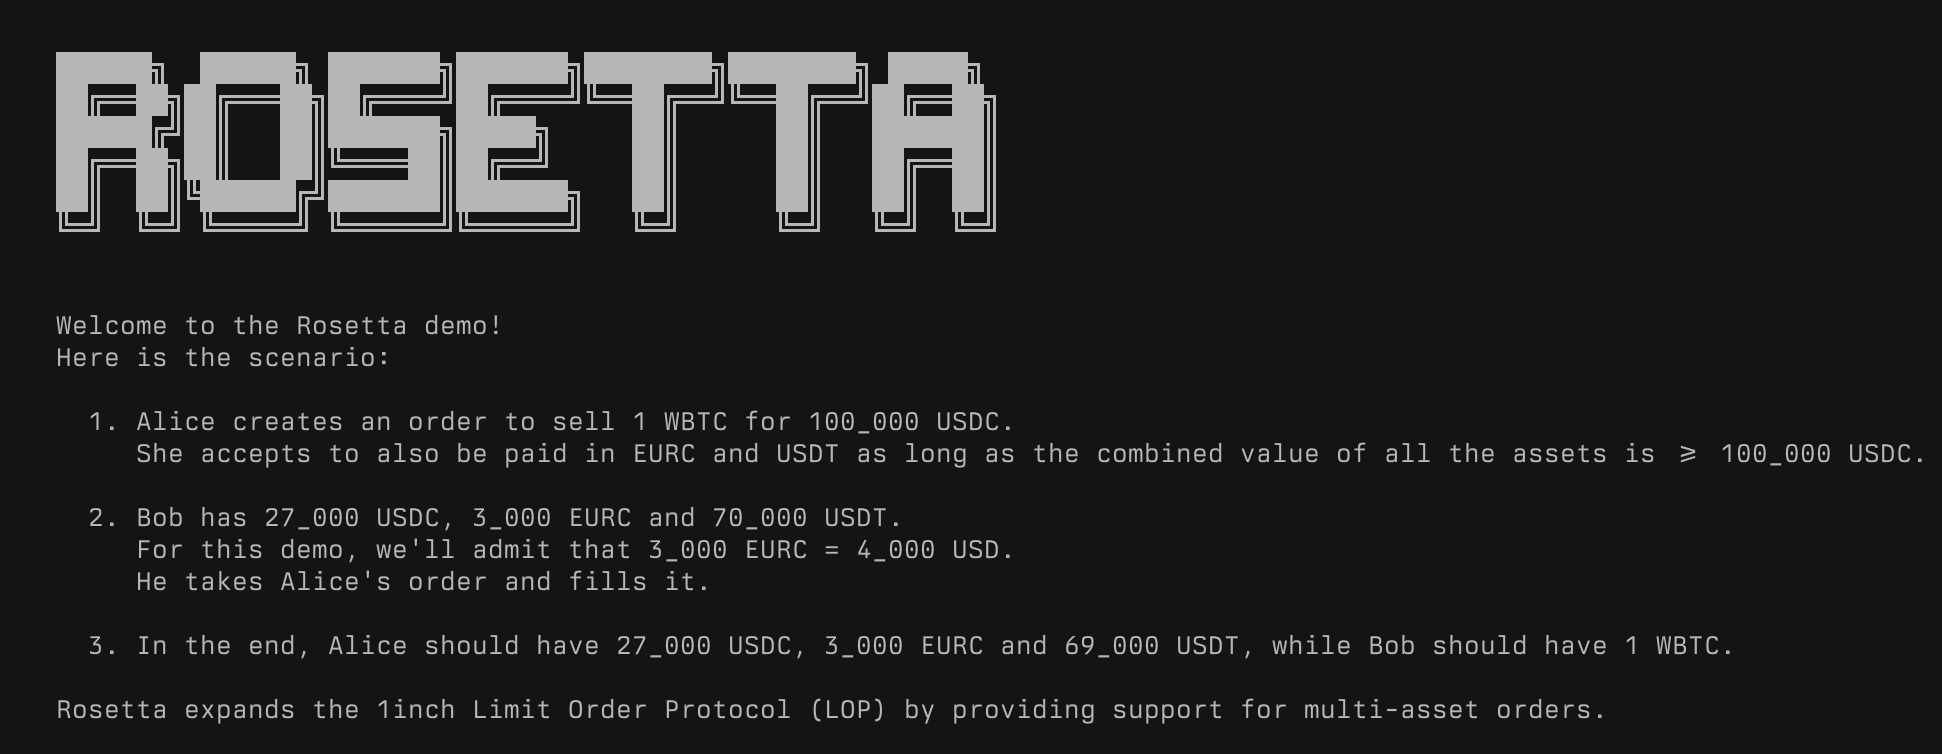 ROSETTA
Welcome to the Rosetta demo!
Here is the scenario:
1. Alice creates an order to sell 1 WBTC for 100_000 USDC.
She accepts to also be paid in EURC and USDT as long as the combined value of all the assets is ≥ 100_000 USDC.
2. Bob has 27_000 USDC, 3_000 EURC and 70_000 USDT.
For this demo, we'll admit that 3_000 EURC = 4_000 USD.
He takes Alice's order and fills it.
3. In the end, Alice should have 27_000 USDC, 3_000 EURC and 69_000 USDT, while Bob should have 1 WBTC.
Rosetta expands the 1inch Limit Order Protocol (LOP) by providing support for multi-asset orders.